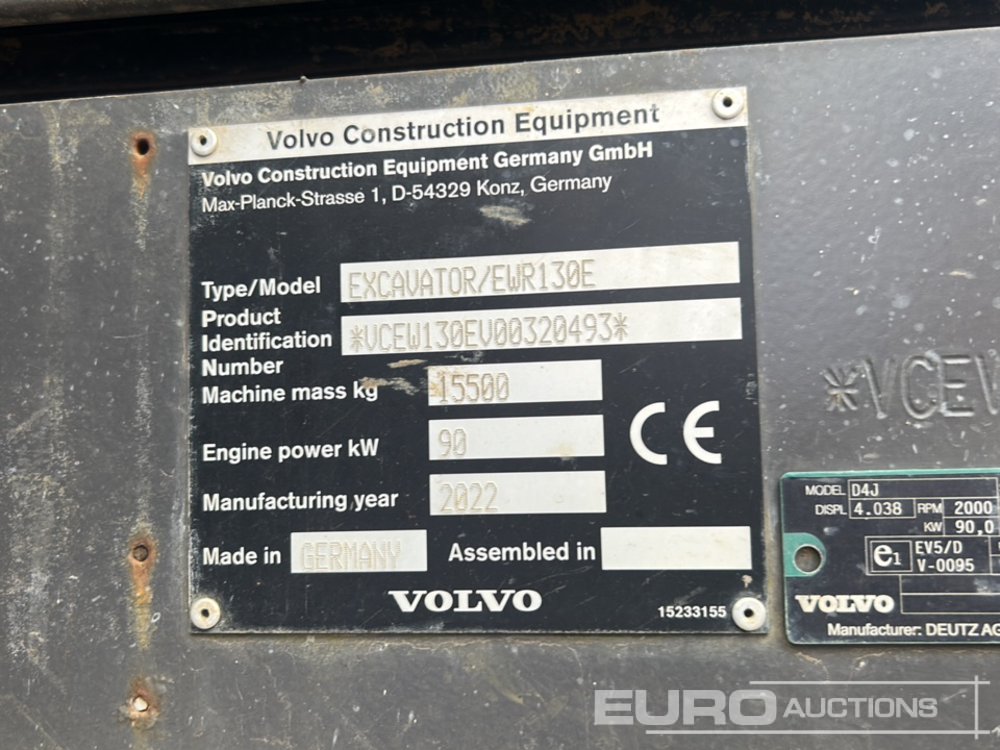 Volvo Construction Equipment
Volvo Construction Equipment Germany GmbH
Max-Planck-Strasse 1, D-54329 Konz, Germany
Type/Model EXCAVATOR/EWR130E
Product
Identification *VCEW130EV00320493*
Number
Machine mass kg 15500
Engine power kW 90
CE
Manufacturing year 2022
Made in GERMANY Assembled in
VOLVO 15233155
*VCEW
MODEL D4J
DISPL 4.038 RPM 2000
KW 90,0
e1 EV5/D
V-0095
VOLVO
Manufacturer: DEUTZ AG
EURO AUCTIONS